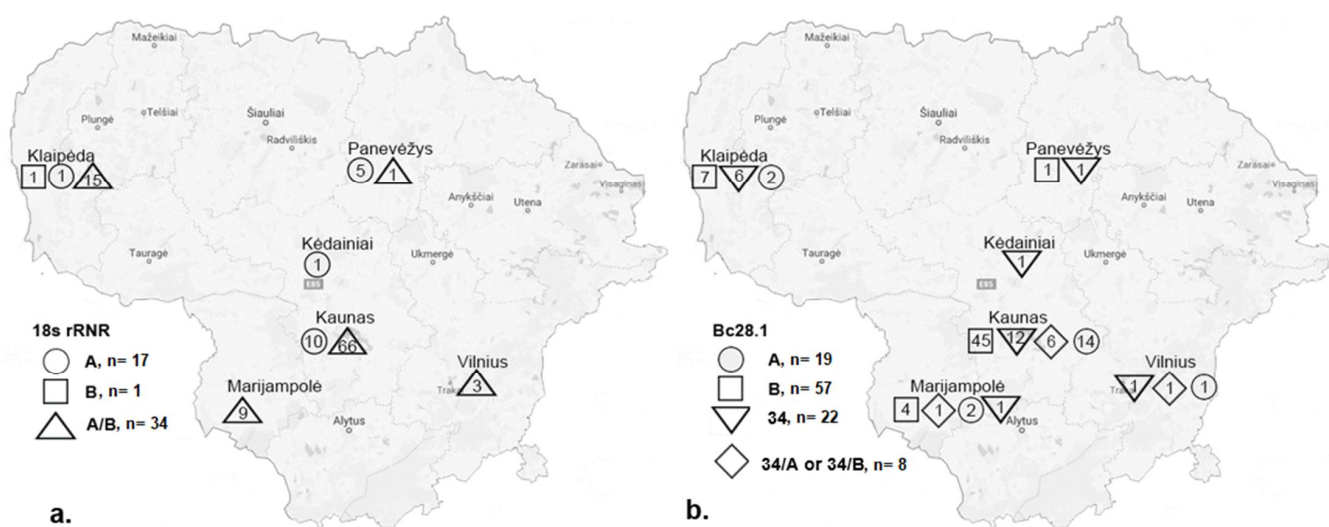 Mažeikiai
Telšiai
Plungė
Šiauliai
Radviliškis
Klaipėda
1 1 15
Panevėžys
5 1
Zarasai
Visaginas
Anykščiai
Utena
Kėdainiai
1
Tauragė
Ukmergė
E85
Kaunas
10 66
18s rRNR
A, n= 17
B, n= 1
A/B, n= 34
Vilnius
3
Marijampolė
9
Alytus
a.
Mažeikiai
Telšiai
Plungė
Šiauliai
Radviliškis
Klaipėda
7 6 2
Panevėžys
1 1
Zarasai
Visaginas
Anykščiai
Utena
Kėdainiai
1
Tauragė
Ukmergė
E85
Kaunas
45 12 6 14
Bc28.1
A, n= 19
B, n= 57
34, n= 22
34/A or 34/B, n= 8
Vilnius
1 1 1
Marijampolė
4 1 2 1
Alytus
b.